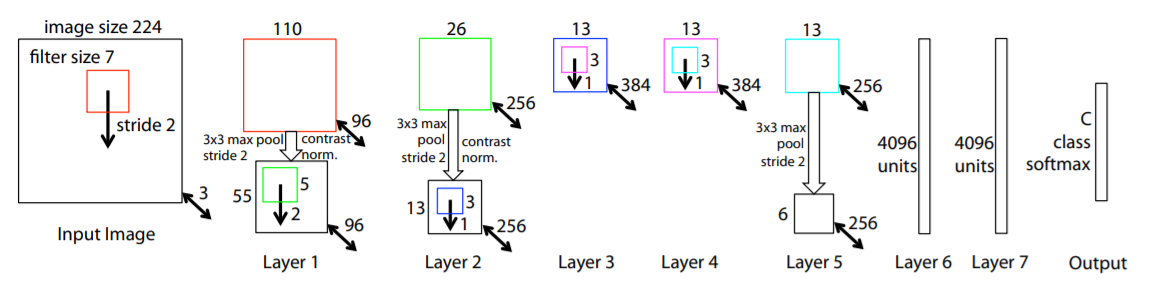 image size 224
filter size 7
stride 2
3
Input Image
110
96
3x3 max pool
stride 2
contrast
norm.
55
5
2
96
Layer 1
26
256
3x3 max
pool
stride 2
contrast
norm.
13
3
1
256
Layer 2
13
3
1
384
Layer 3
13
3
1
384
Layer 4
13
256
3x3 max
pool
stride 2
6
256
Layer 5
4096
units
Layer 6
4096
units
Layer 7
C
class
softmax
Output